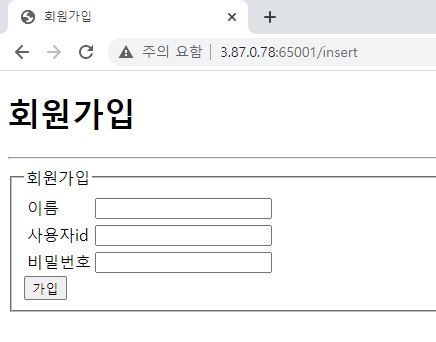 회원가입
주의 요함 | 3.87.0.78:65001/insert
회원가입
회원가입
이름
사용자id
비밀번호
가입